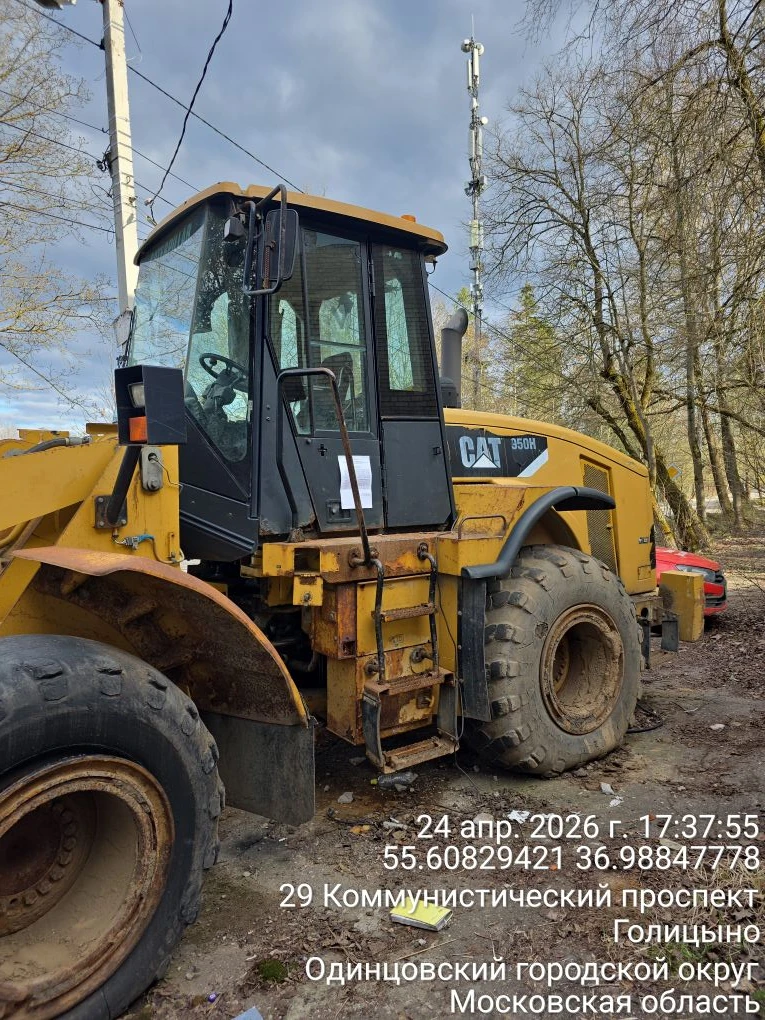 CAT 950H
24 апр. 2026 г. 17:37:55
55.60829421 36.98847778
29 Коммунистический проспект
Голицыно
Одинцовский городской округ
Московская область